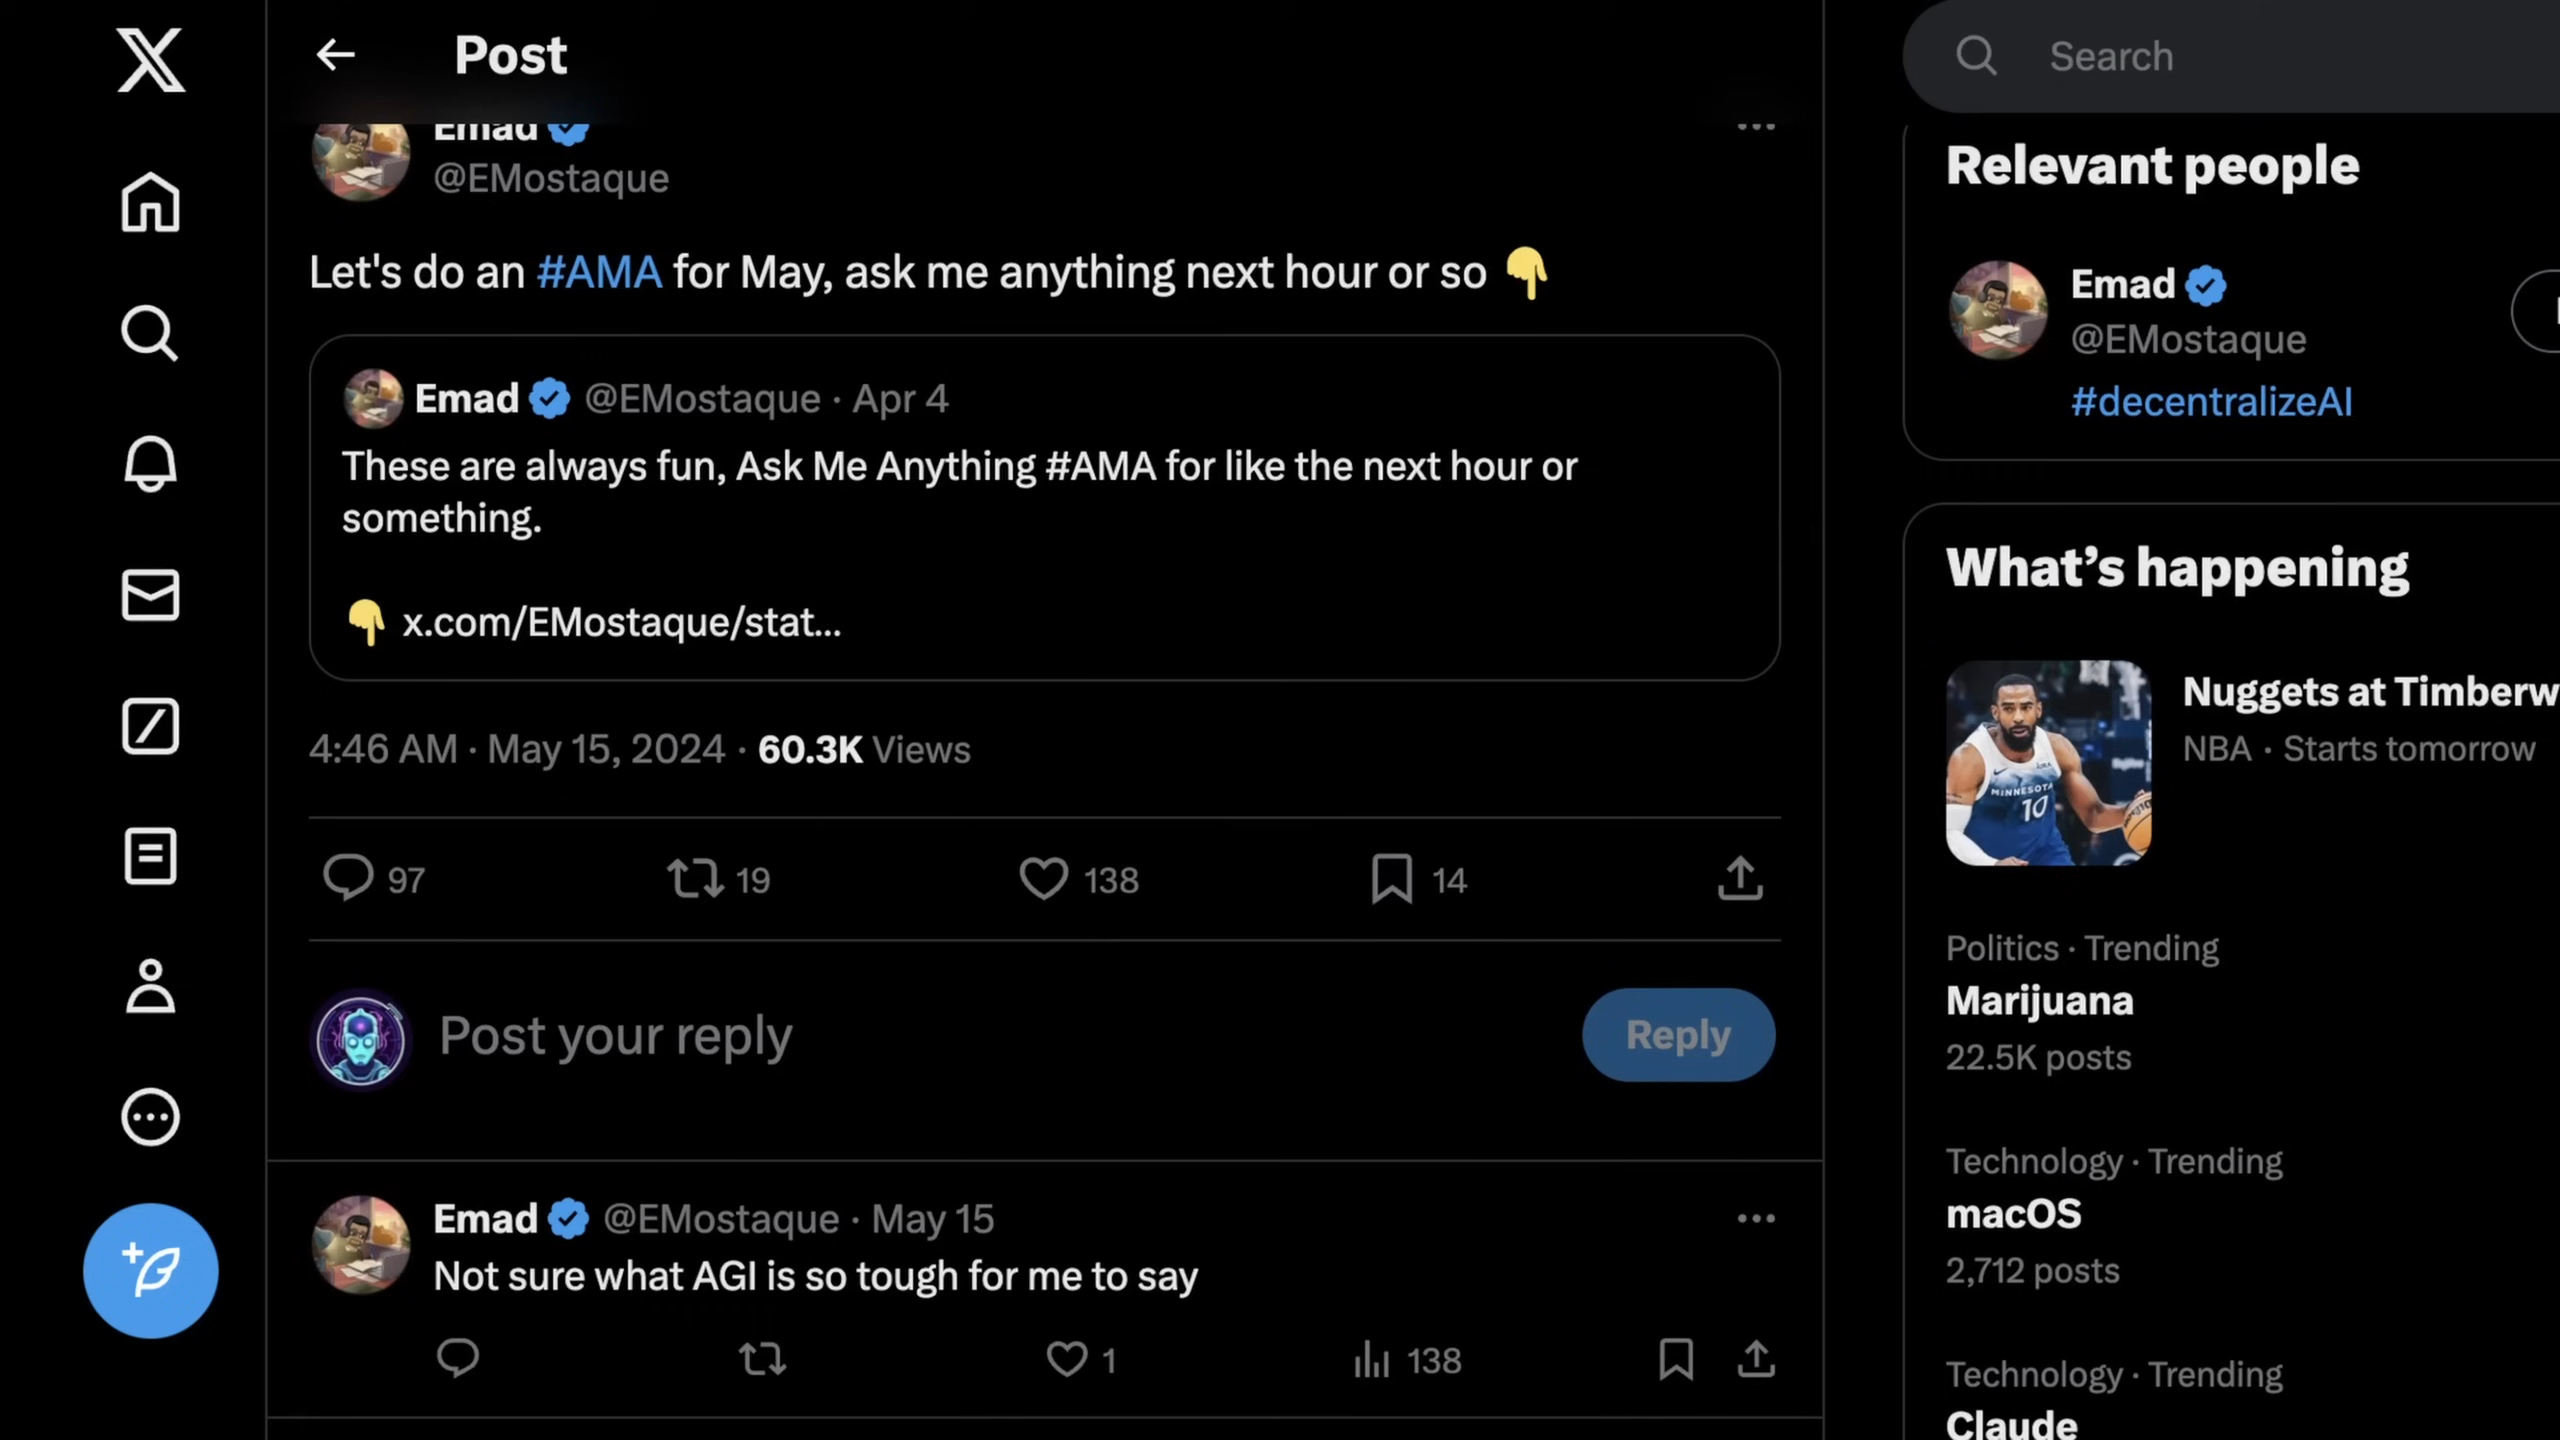 Post
Search
Emad
@EMostaque
Let's do an #AMA for May, ask me anything next hour or so
Emad @EMostaque · Apr 4
These are always fun, Ask Me Anything #AMA for like the next hour or
something.
x.com/EMostaque/stat...
4:46 AM · May 15, 2024 · 60.3K Views
97 19 138 14
Post your reply
Reply
Emad @EMostaque · May 15
Not sure what AGI is so tough for me to say
1 138
Relevant people
Emad
@EMostaque
#decentralizeAI
What's happening
MINNESOTA
10
Nuggets at Timberw
NBA · Starts tomorrow
Politics · Trending
Marijuana
22.5K posts
Technology · Trending
macOS
2,712 posts
Technology · Trending
Claude